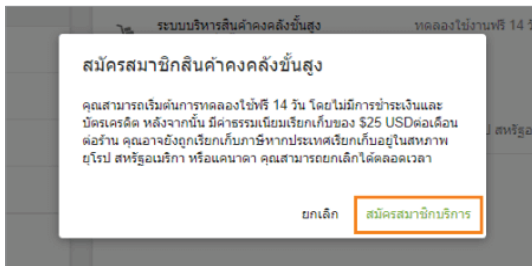 ระบบบริหารสินค้าคงคลังขั้นสูง ทดลองใช้งานฟรี 14
สมัครสมาชิกสินค้าคงคลังขั้นสูง
คุณสามารถเริ่มต้นการทดลองใช้ฟรี 14 วัน โดยไม่มีการชำระเงินและ
บัตรเครดิต หลังจากนั้น มีค่าธรรมเนียมเรียกเก็บของ $25 USDต่อเดือน
ต่อร้าน คุณอาจยังถูกเรียกเก็บภาษีหากประเทศเรียกเก็บอยู่ในสหภาพ
ยุโรป สหรัฐอเมริกา หรือแคนาดา คุณสามารถยกเลิกได้ตลอดเวลา
ยกเลิก สมัครสมาชิกบริการ